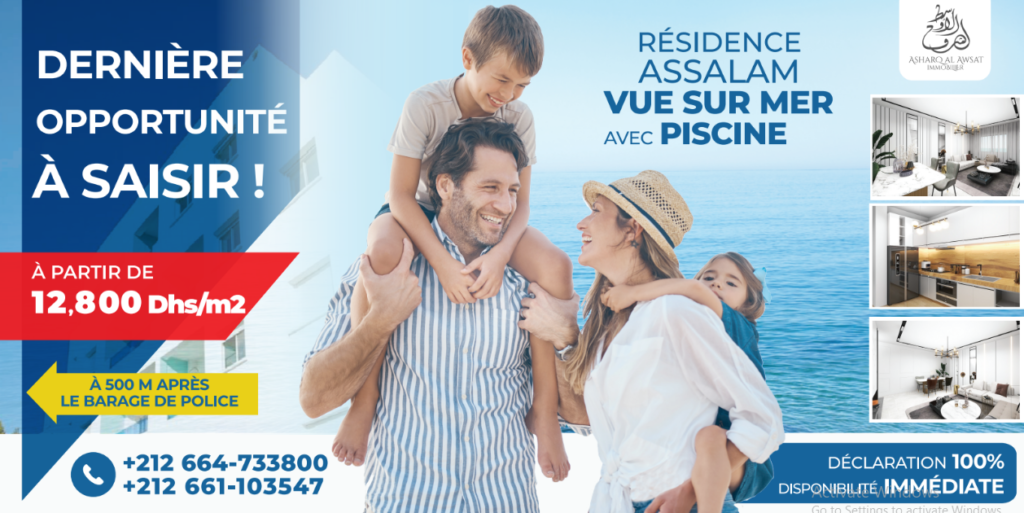 DERNIÈRE
OPPORTUNITÉ
À SAISIR !
À PARTIR DE
12,800 Dhs/m2
À 500 M APRÈS
LE BARAGE DE POLICE
+212 664-733800
+212 661-103547
RÉSIDENCE
ASSALAM
VUE SUR MER
AVEC PISCINE
الشرق الاوسط
ASHARQ AL AWSAT
IMMOBILIER
DÉCLARATION 100%
DISPONIBILITÉ IMMÉDIATE
Activate Windows
Go to Settings to activate Windows.